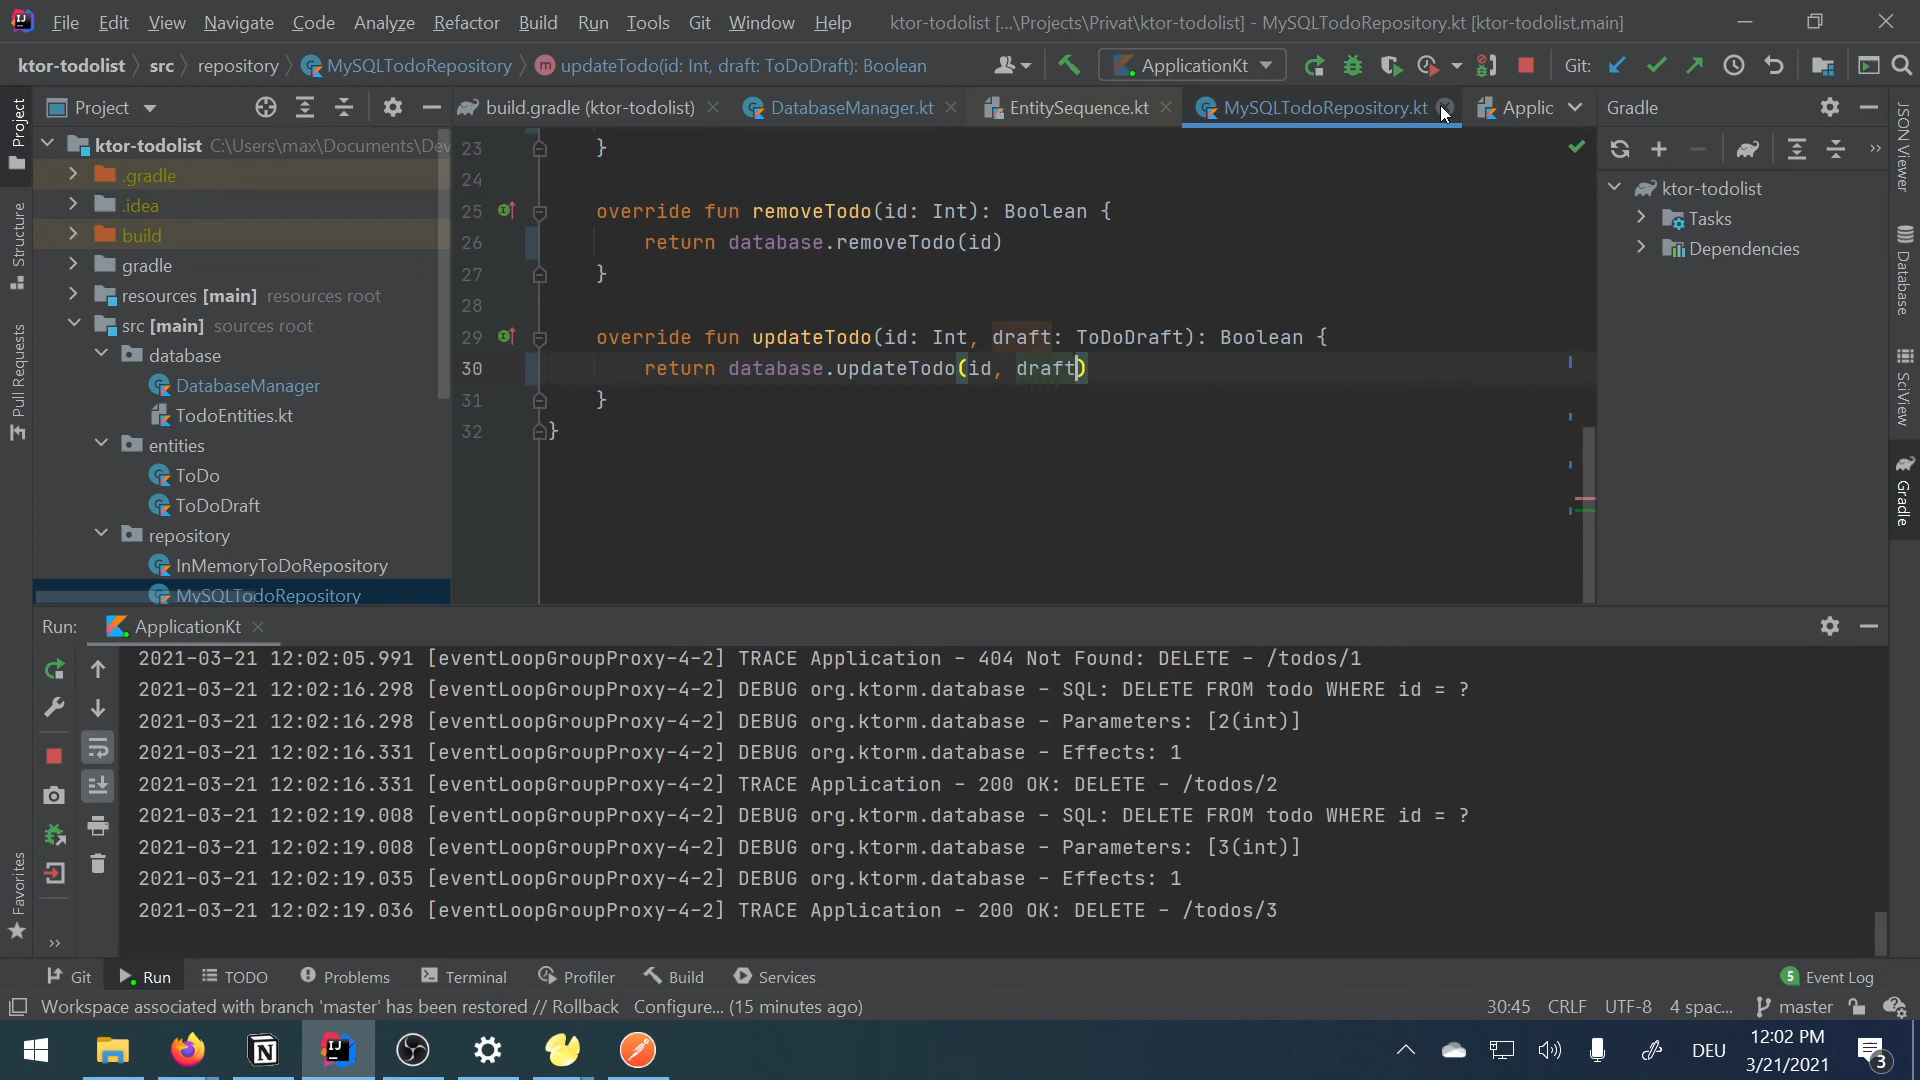 File Edit View Navigate Code Analyze Refactor Build Run Tools Git Window Help ktor-todolist [...\Projects\Privat\ktor-todolist] - MySQLTodoRepository.kt [ktor-todolist.main]
ktor-todolist src repository MySQLTodoRepository updateTodo(id: Int, draft: ToDoDraft): Boolean ApplicationKt Git:
Project build.gradle (ktor-todolist) DatabaseManager.kt EntitySequence.kt MySQLTodoRepository.kt Applic Gradle
ktor-todolist C:\Users\max\Documents\Dev
.gradle
.idea
build
gradle
resources [main] resources root
src [main] sources root
database
DatabaseManager
TodoEntities.kt
entities
ToDo
ToDoDraft
repository
InMemoryToDoRepository
MySQLTodoRepository
23 }
24
25 override fun removeTodo(id: Int): Boolean {
26 return database.removeTodo(id)
27 }
28
29 override fun updateTodo(id: Int, draft: ToDoDraft): Boolean {
30 return database.updateTodo(id, draft)
31 }
32 }
ktor-todolist
Tasks
Dependencies
Project
Structure
Pull Requests
Favorites
JSON Viewer
Database
SciView
Gradle
Run: ApplicationKt
2021-03-21 12:02:05.991 [eventLoopGroupProxy-4-2] TRACE Application - 404 Not Found: DELETE - /todos/1
2021-03-21 12:02:16.298 [eventLoopGroupProxy-4-2] DEBUG org.ktorm.database - SQL: DELETE FROM todo WHERE id = ?
2021-03-21 12:02:16.298 [eventLoopGroupProxy-4-2] DEBUG org.ktorm.database - Parameters: [2(int)]
2021-03-21 12:02:16.331 [eventLoopGroupProxy-4-2] DEBUG org.ktorm.database - Effects: 1
2021-03-21 12:02:16.331 [eventLoopGroupProxy-4-2] TRACE Application - 200 OK: DELETE - /todos/2
2021-03-21 12:02:19.008 [eventLoopGroupProxy-4-2] DEBUG org.ktorm.database - SQL: DELETE FROM todo WHERE id = ?
2021-03-21 12:02:19.008 [eventLoopGroupProxy-4-2] DEBUG org.ktorm.database - Parameters: [3(int)]
2021-03-21 12:02:19.035 [eventLoopGroupProxy-4-2] DEBUG org.ktorm.database - Effects: 1
2021-03-21 12:02:19.036 [eventLoopGroupProxy-4-2] TRACE Application - 200 OK: DELETE - /todos/3
Git Run TODO Problems Terminal Profiler Build Services 5 Event Log
Workspace associated with branch 'master' has been restored // Rollback Configure... (15 minutes ago) 30:45 CRLF UTF-8 4 spac... master
DEU 12:02 PM 3
3/21/2021